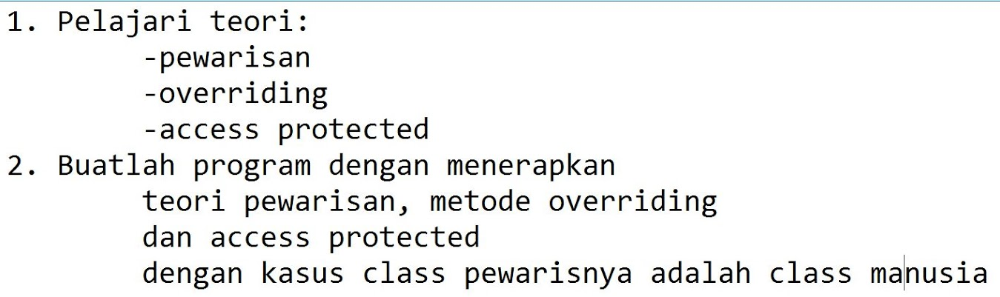 1. Pelajari teori:
-pewarisan
-overriding
-access protected
2. Buatlah program dengan menerapkan
teori pewarisan, metode overriding
dan access protected
dengan kasus class pewarisnya adalah class manusia